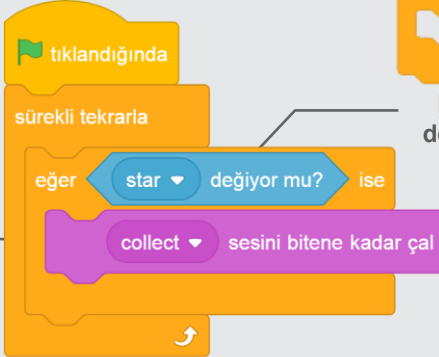 tıklandığında
sürekli tekrarla
eğer star değiyor mu? ise
collect sesini bitene kadar çal